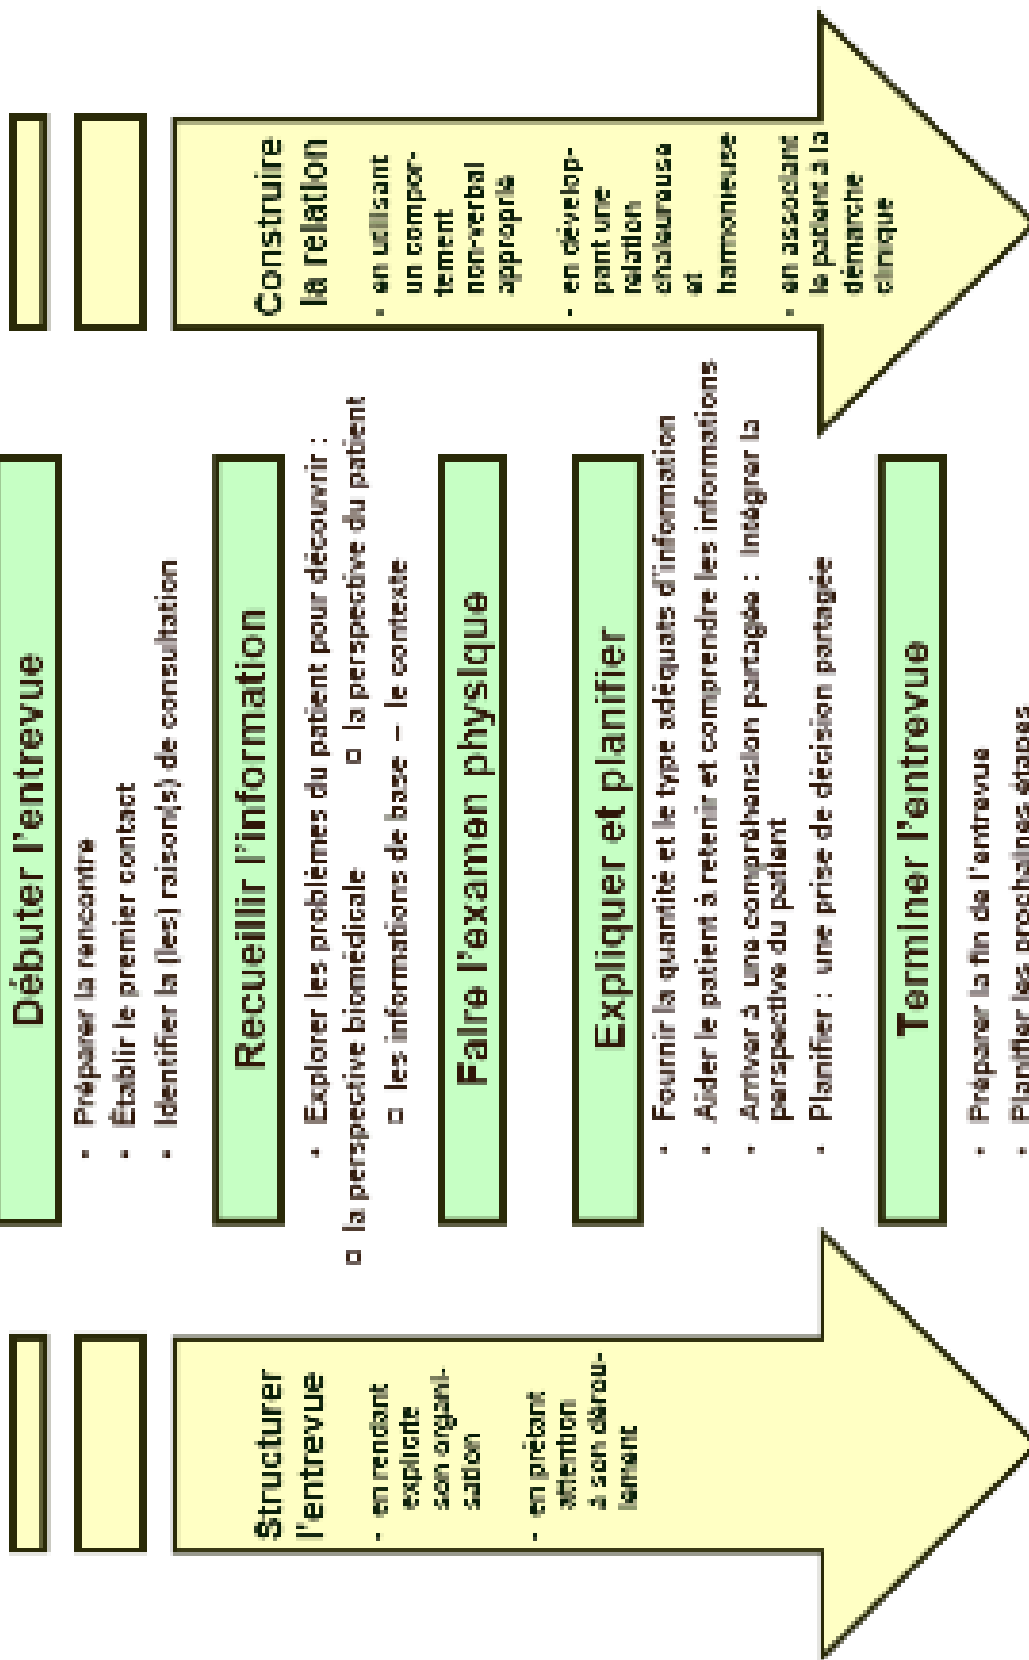 Structurer
l'entrevue
- en rendant
explicite
son organi-
sation
- en prêtant
attention
à son dérou-
lement
Débuter l'entrevue
• Préparer la rencontre
• Établir le premier contact
• Identifier la (les) raison(s) de consultation
Recueillir l'information
• Explorer les problèmes du patient pour découvrir :
□ la perspective biomédicale □ la perspective du patient
□ les informations de base – le contexte
Faire l'examen physique
Expliquer et planifier
• Fournir la quantité et le type adéquats d'information
• Aider le patient à retenir et comprendre les informations
• Arriver à une compréhension partagée : Intégrer la
perspective du patient
• Planifier : une prise de décision partagée
Terminer l'entrevue
• Préparer la fin de l'entrevue
• Planifier les prochaines étapes
Construire
la relation
- en utilisant
un compor-
tement
non-verbal
approprié
- en dévelop-
pant une
relation
chaleureuse
et
harmonieuse
- en associant
le patient à la
démarche
clinique